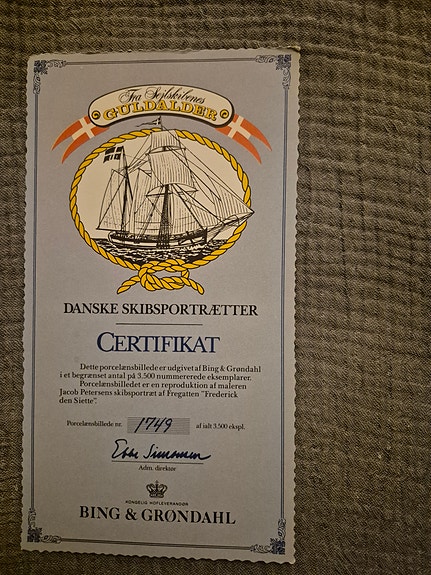 Fra Sejlskibenes
GULDALDER
DANSKE SKIBSPORTRÆTTER
CERTIFIKAT
Dette porcelænsbillede er udgivet af Bing & Grøndahl
i et begrænset antal på 3.500 nummererede eksemplarer.
Porcelænsbilledet er en reproduktion af maleren
Jacob Petersens skibsportræt af Fregatten "Frederick
den Siette".
Porcelænsbillede nr. 1749 af ialt 3.500 ekspl.
Adm. direktør
KONGELIG HOFLEVERANDØR
BING & GRØNDAHL